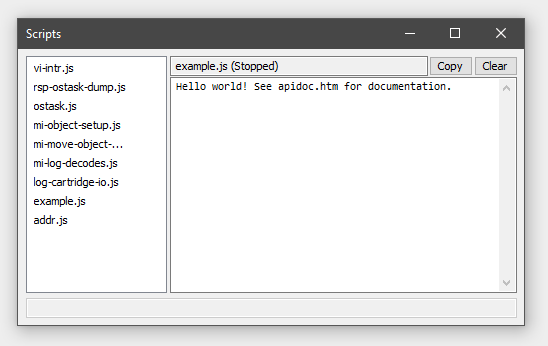 Scripts
vi-intr.js
rsp-ostask-dump.js
ostask.js
mi-object-setup.js
mi-move-object-...
mi-log-decodes.js
log-cartridge-io.js
example.js
addr.js
example.js (Stopped)
Copy
Clear
Hello world! See apidoc.htm for documentation.